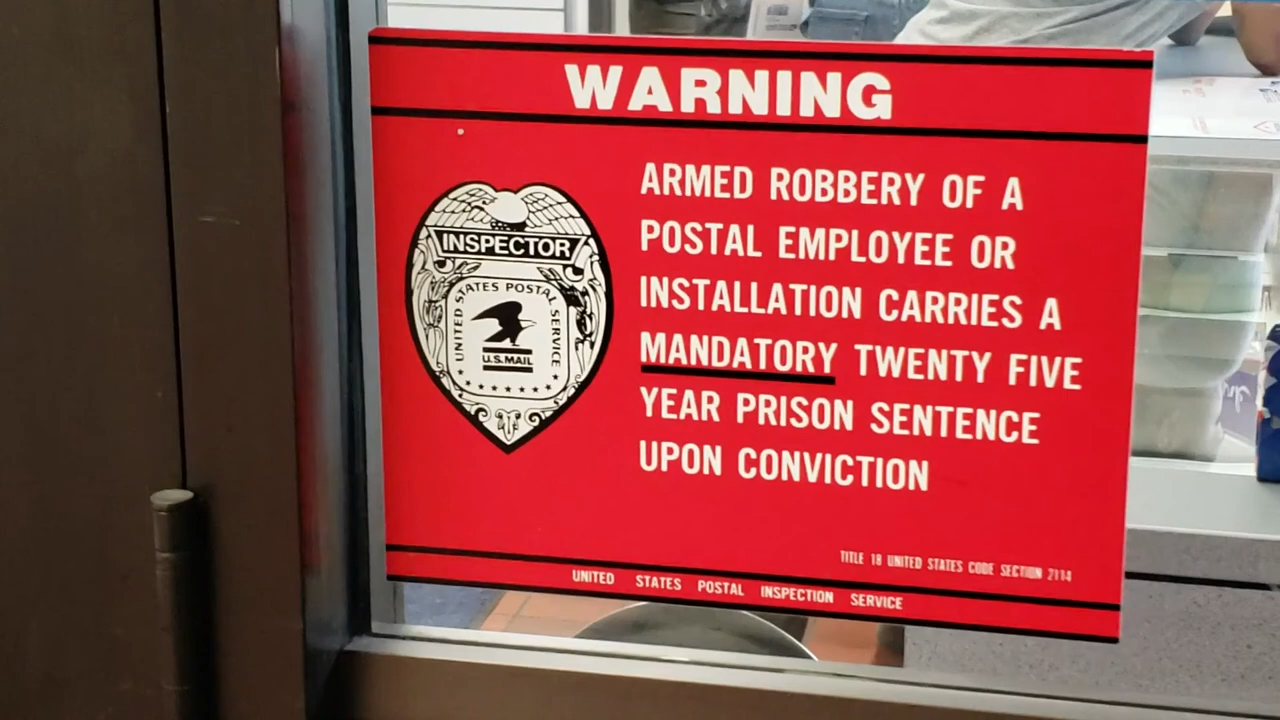 WARNING
ARMED ROBBERY OF A
POSTAL EMPLOYEE OR
INSTALLATION CARRIES A
MANDATORY TWENTY FIVE
YEAR PRISON SENTENCE
UPON CONVICTION
INSPECTOR
UNITED STATES POSTAL SERVICE
U.S.MAIL
TITLE 18 UNITED STATES CODE SECTION 2114
UNITED STATES POSTAL INSPECTION SERVICE